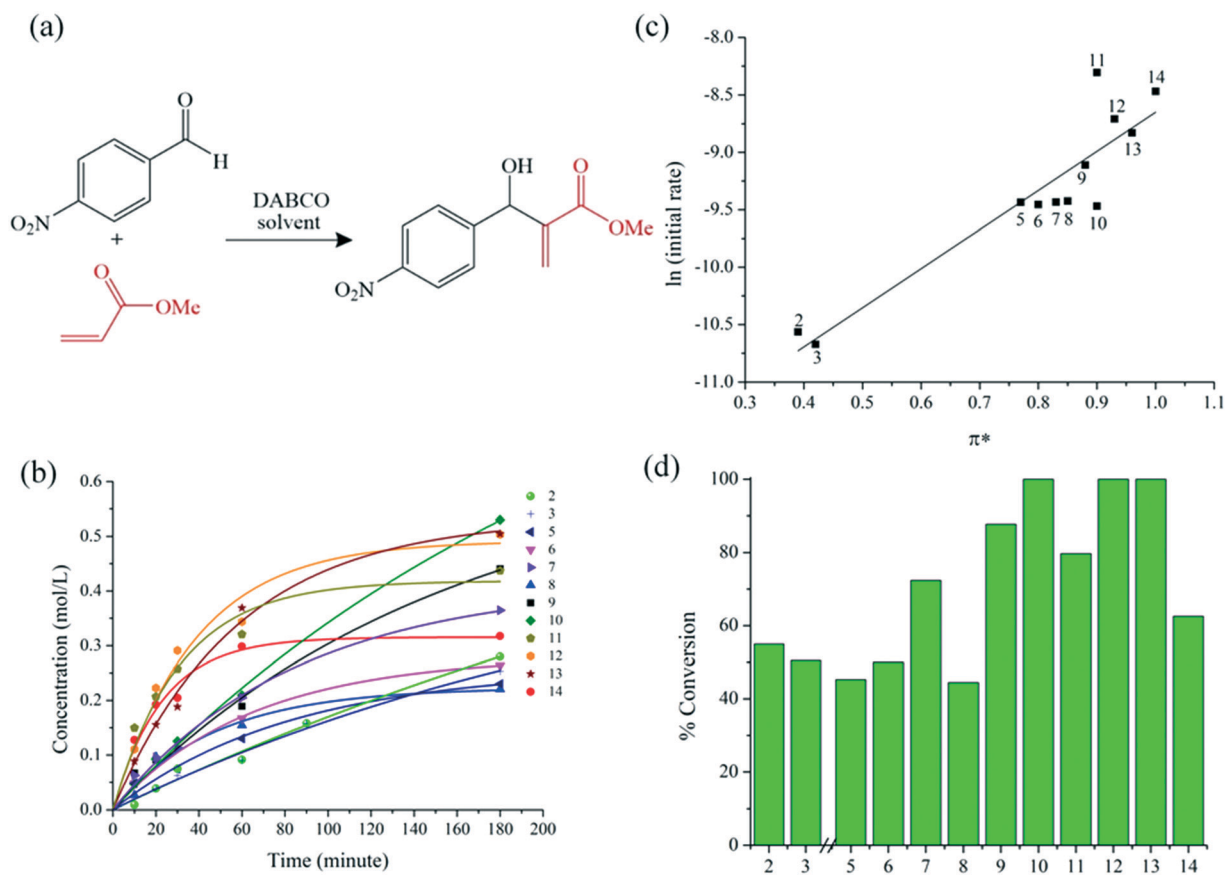 (a)
O
H
O₂N
+
O
OMe
DABCO
solvent
OH
O
OMe
O₂N
(c)
ln (initial rate)
-8.0
-8.5
-9.0
-9.5
-10.0
-10.5
-11.0
2
3
5
6
7
8
9
10
11
12
13
14
0.3 0.4 0.5 0.6 0.7 0.8 0.9 1.0 1.1
π*
(b)
Concentration (mol/L)
0.6
0.5
0.4
0.3
0.2
0.1
0.0
0 20 40 60 80 100 120 140 160 180 200
Time (minute)
2
3
5
6
7
8
9
10
11
12
13
14
(d)
% Conversion
100
80
60
40
20
0
2 3 // 5 6 7 8 9 10 11 12 13 14